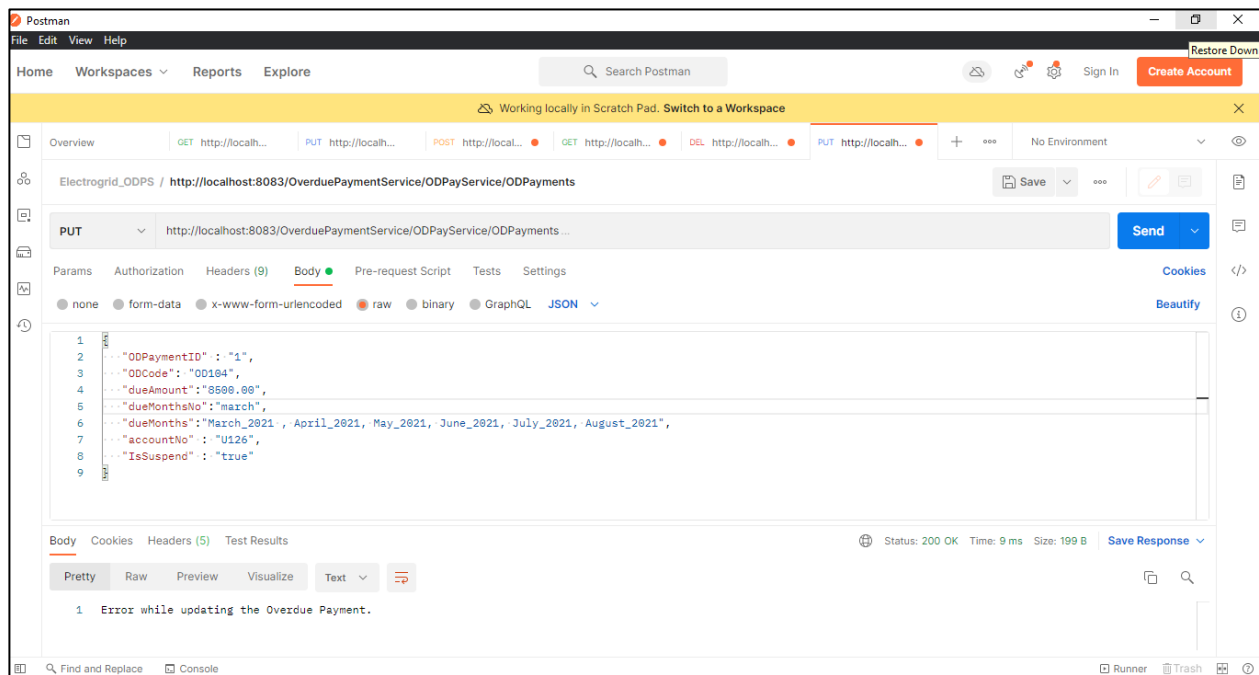 Postman
File Edit View Help
Restore Down
Home Workspaces Reports Explore Search Postman Sign In Create Account
Working locally in Scratch Pad. Switch to a Workspace
Overview GET http://localh... PUT http://localh... POST http://local... GET http://localh... DEL http://localh... PUT http://localh... No Environment
Electrogrid_ODPS / http://localhost:8083/OverduePaymentService/ODPayService/ODPayments Save
PUT http://localhost:8083/OverduePaymentService/ODPayService/ODPayments ... Send
Params Authorization Headers (9) Body Pre-request Script Tests Settings Cookies
none form-data x-www-form-urlencoded raw binary GraphQL JSON Beautify
1 {
2 "ODPaymentID" : "1",
3 "ODCode": "OD104",
4 "dueAmount":"8500.00",
5 "dueMonthsNo":"march",
6 "dueMonths":"March_2021 , April_2021, May_2021, June_2021, July_2021, August_2021",
7 "accountNo" : "U126",
8 "IsSuspend" : "true"
9 }
Body Cookies Headers (5) Test Results Status: 200 OK Time: 9 ms Size: 199 B Save Response
Pretty Raw Preview Visualize Text
1 Error while updating the Overdue Payment.
Find and Replace Console Runner Trash